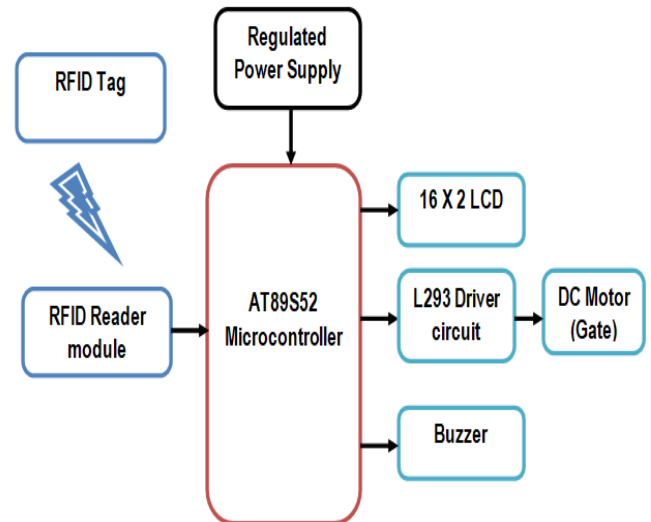 Regulated
Power Supply
RFID Tag
16 X 2 LCD
AT89S52
Microcontroller
RFID Reader
module
L293 Driver
circuit
DC Motor
(Gate)
Buzzer